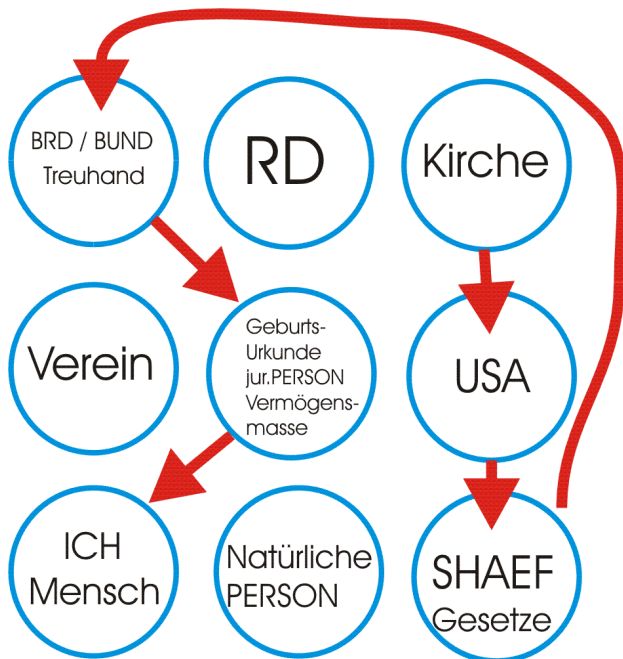 BRD / BUND
Treuhand
RD
Kirche
Verein
Geburts-
Urkunde
jur.PERSON
Vermögens-
masse
USA
ICH
Mensch
Natürliche
PERSON
SHAEF
Gesetze